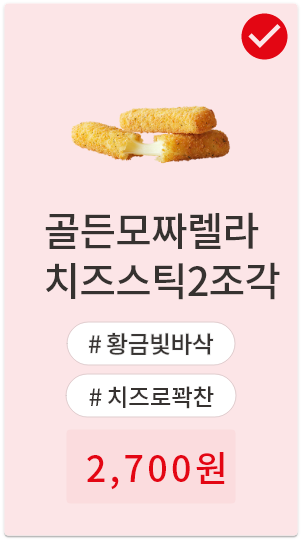 골든모짜렐라
치즈스틱2조각
# 황금빛바삭
# 치즈로꽉찬
2,700원